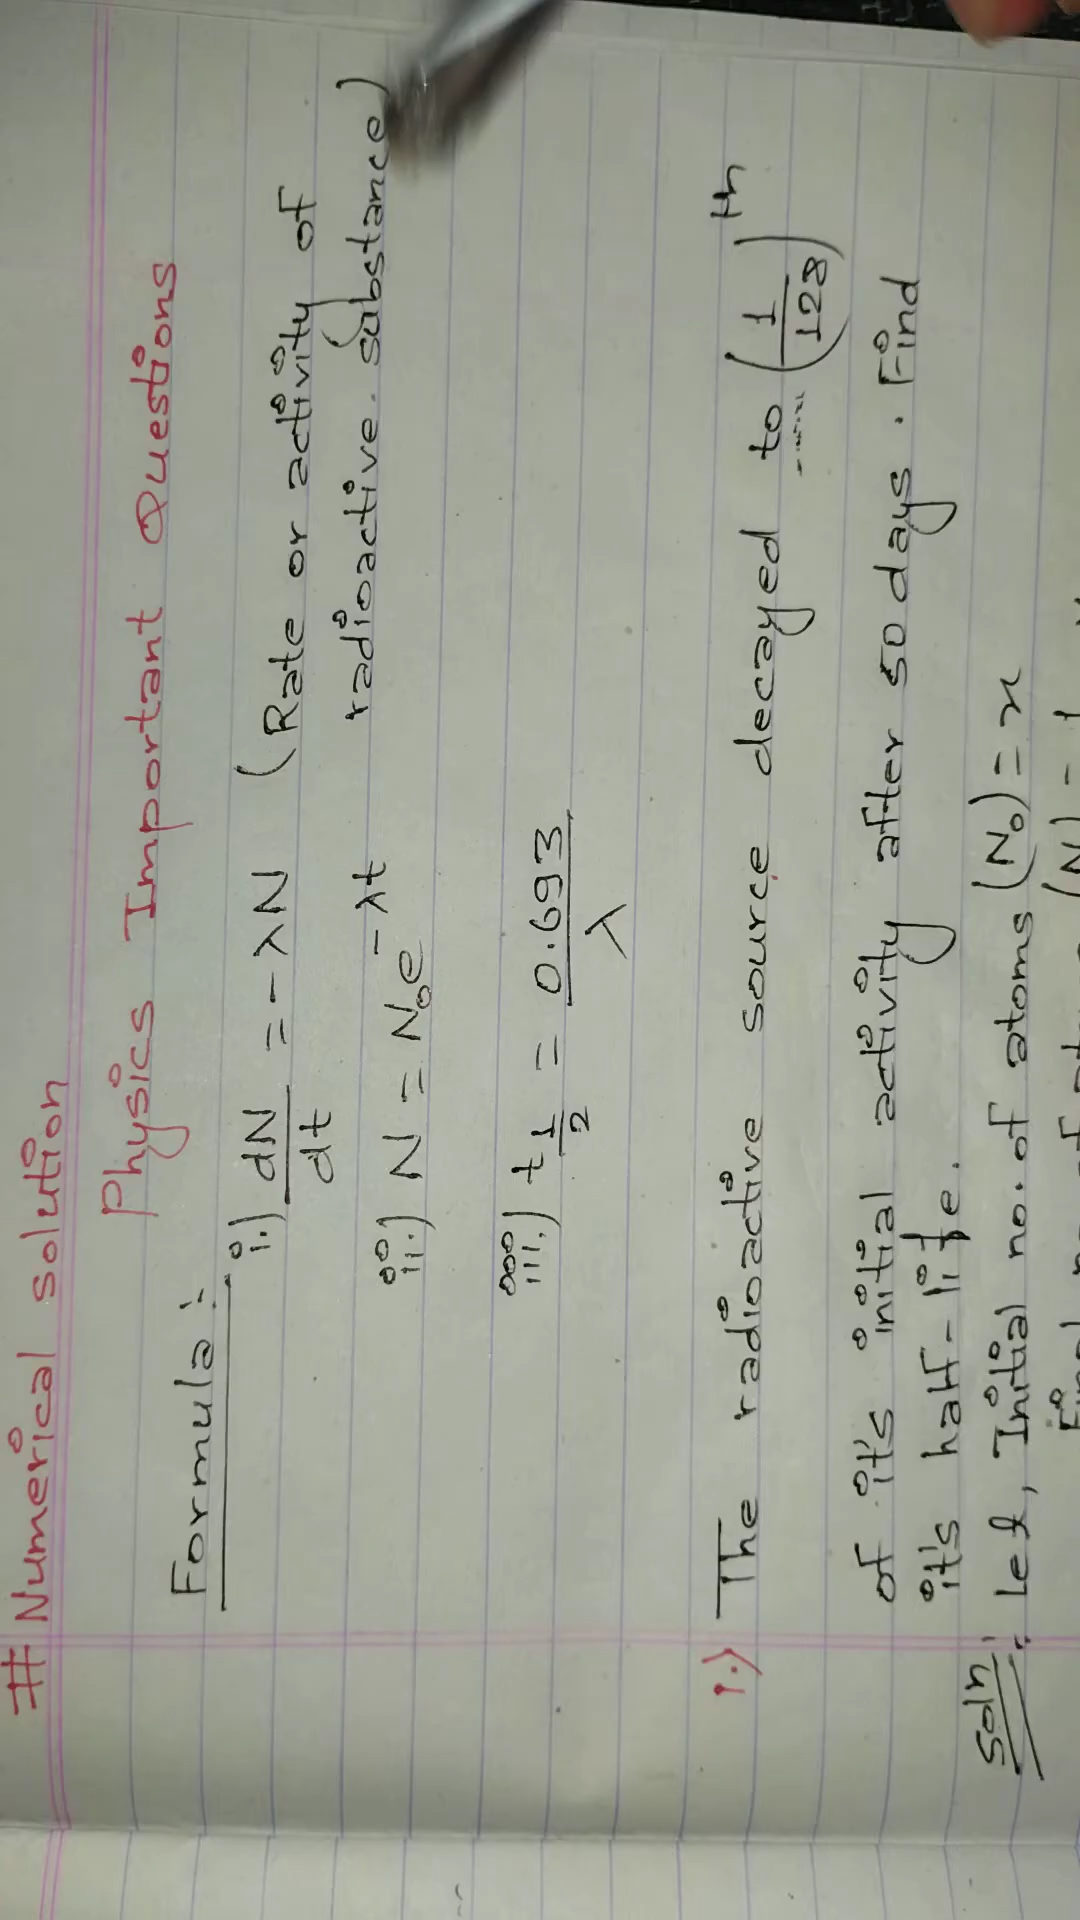 # Numerical solution
Physics Important Questions
Formula :-
i.) dN/dt = -λN (Rate or activity of
radioactive substance)
ii.) N = N₀e^-λt
iii.) t 1/2 = 0.693/λ
1.) The radioactive source decayed to (1/128)th
of it's initial activity after 50 days. Find
it's half-life.
Soln: Let, Initial no. of atoms (N₀) = x